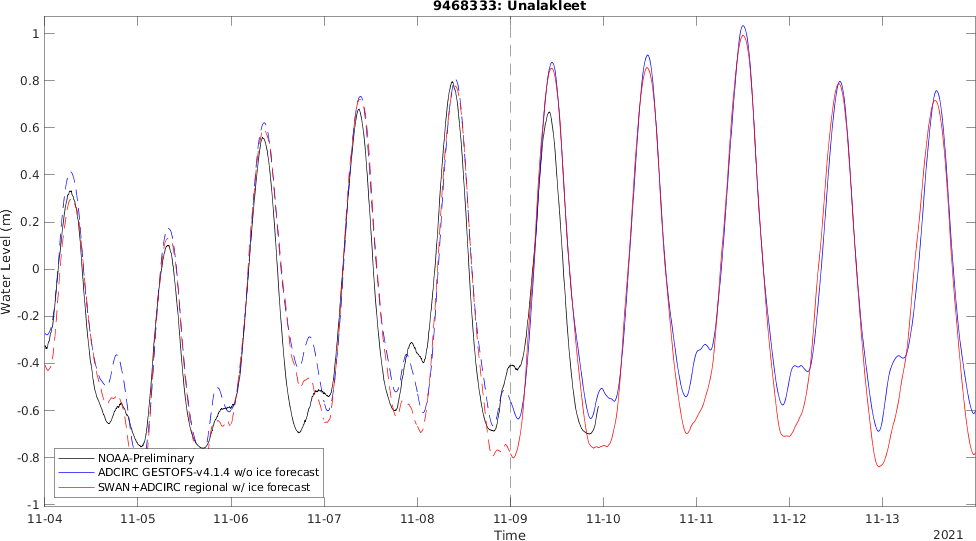 9468333: Unalakleet
1
0.8
0.6
0.4
0.2
0
-0.2
-0.4
-0.6
-0.8
-1
Water Level (m)
NOAA-Preliminary
ADCIRC GESTOFS-v4.1.4 w/o ice forecast
SWAN+ADCIRC regional w/ ice forecast
11-04 11-05 11-06 11-07 11-08 11-09 11-10 11-11 11-12 11-13
Time
2021